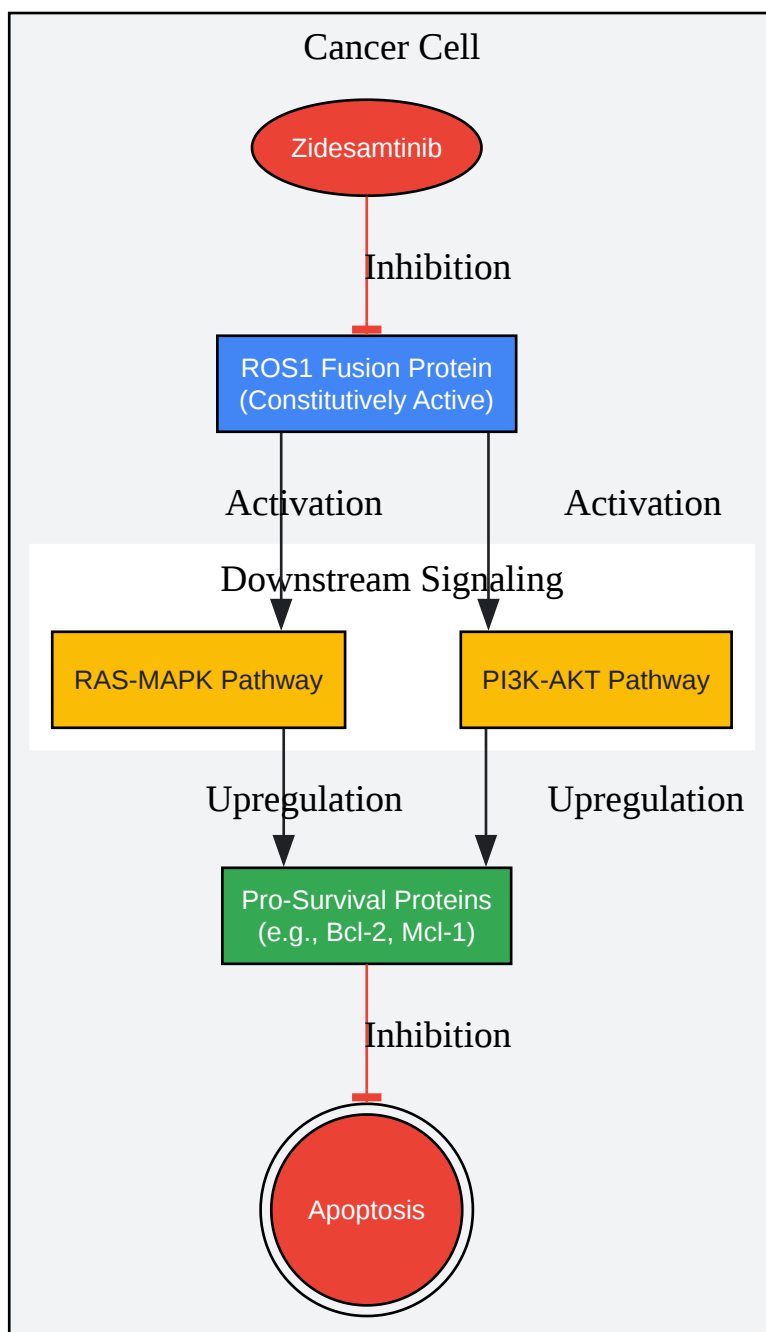 Cancer Cell
Zidesamtinib
Inhibition
ROS1 Fusion Protein
(Constitutively Active)
Activation
Activation
Downstream Signaling
RAS-MAPK Pathway
PI3K-AKT Pathway
Upregulation
Upregulation
Pro-Survival Proteins
(e.g., Bcl-2, Mcl-1)
Inhibition
Apoptosis